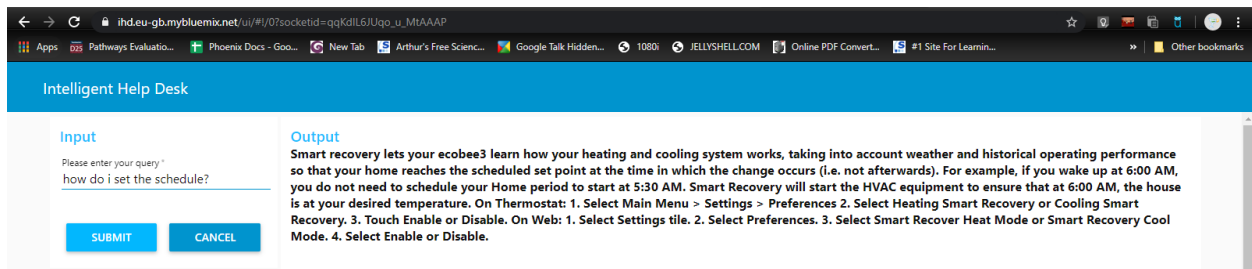 ihd.eu-gb.mybluemix.net/ui/#!/0?socketid=qqKdIL6JUqo_u_MtAAAP
Apps D25 Pathways Evaluatio... Phoenix Docs - Goo... New Tab Arthur's Free Scienc... Google Talk Hidden... 1080i JELLYSHELL.COM Online PDF Convert... #1 Site For Learnin... » Other bookmarks
Intelligent Help Desk
Input
Please enter your query *
how do i set the schedule?
SUBMIT CANCEL
Output
Smart recovery lets your ecobee3 learn how your heating and cooling system works, taking into account weather and historical operating performance
so that your home reaches the scheduled set point at the time in which the change occurs (i.e. not afterwards). For example, if you wake up at 6:00 AM,
you do not need to schedule your Home period to start at 5:30 AM. Smart Recovery will start the HVAC equipment to ensure that at 6:00 AM, the house
is at your desired temperature. On Thermostat: 1. Select Main Menu > Settings > Preferences 2. Select Heating Smart Recovery or Cooling Smart
Recovery. 3. Touch Enable or Disable. On Web: 1. Select Settings tile. 2. Select Preferences. 3. Select Smart Recover Heat Mode or Smart Recovery Cool
Mode. 4. Select Enable or Disable.